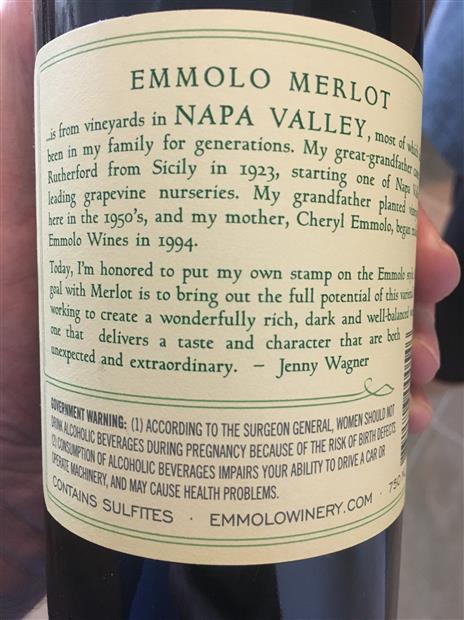 EMMOLO MERLOT
...is from vineyards in NAPA VALLEY, most of
been in my family for generations. My great-grandfather
Rutherford from Sicily in 1923, starting one of Napa
leading grapevine nurseries. My grandfather planted
here in the 1950's, and my mother, Cheryl Emmolo, began
Emmolo Wines in 1994.
Today, I'm honored to put my own stamp on the Emmolo
goal with Merlot is to bring out the full potential of this
working to create a wonderfully rich, dark and well-balanced
one that delivers a taste and character that are both
unexpected and extraordinary. – Jenny Wagner
GOVERNMENT WARNING: (1) ACCORDING TO THE SURGEON GENERAL, WOMEN SHOULD NOT
DRINK ALCOHOLIC BEVERAGES DURING PREGNANCY BECAUSE OF THE RISK OF BIRTH DEFECTS.
(2) CONSUMPTION OF ALCOHOLIC BEVERAGES IMPAIRS YOUR ABILITY TO DRIVE A CAR OR
OPERATE MACHINERY, AND MAY CAUSE HEALTH PROBLEMS.
CONTAINS SULFITES · EMMOLOWINERY.COM · 750